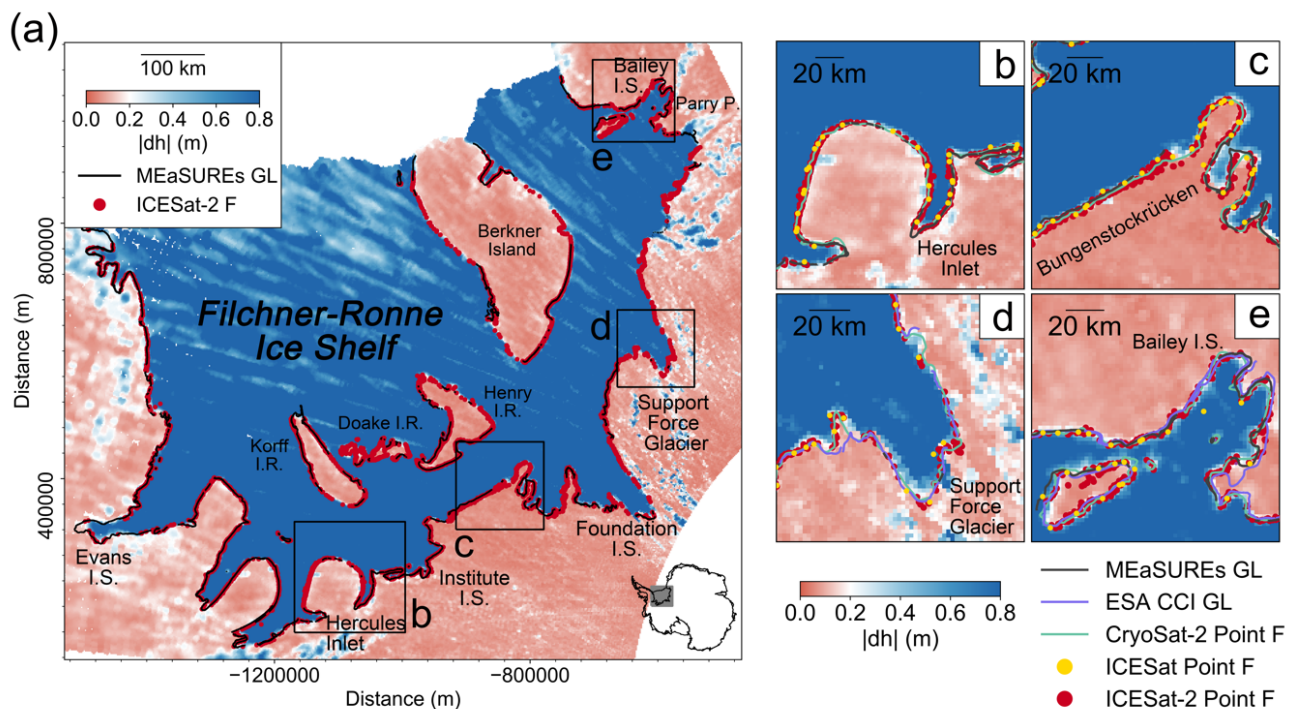 (a)
100 km
0.0 0.2 0.4 0.6 0.8
|dh| (m)
MEaSUREs GL
ICESat-2 F
Bailey
I.S.
Parry P.
e
Berkner
Island
Filchner-Ronne
Ice Shelf
d
Henry
I.R.
Doake I.R.
Korff
I.R.
Support
Force
Glacier
c
Foundation
I.S.
Evans
I.S.
Institute
I.S.
Hercules
Inlet
b
800000
400000
Distance (m)
−1200000
−800000
Distance (m)
b
20 km
Hercules
Inlet
c
20 km
Bungenstockrücken
d
20 km
Support
Force
Glacier
e
20 km
Bailey I.S.
0.0 0.2 0.4 0.6 0.8
|dh| (m)
MEaSUREs GL
ESA CCI GL
CryoSat-2 Point F
ICESat Point F
ICESat-2 Point F